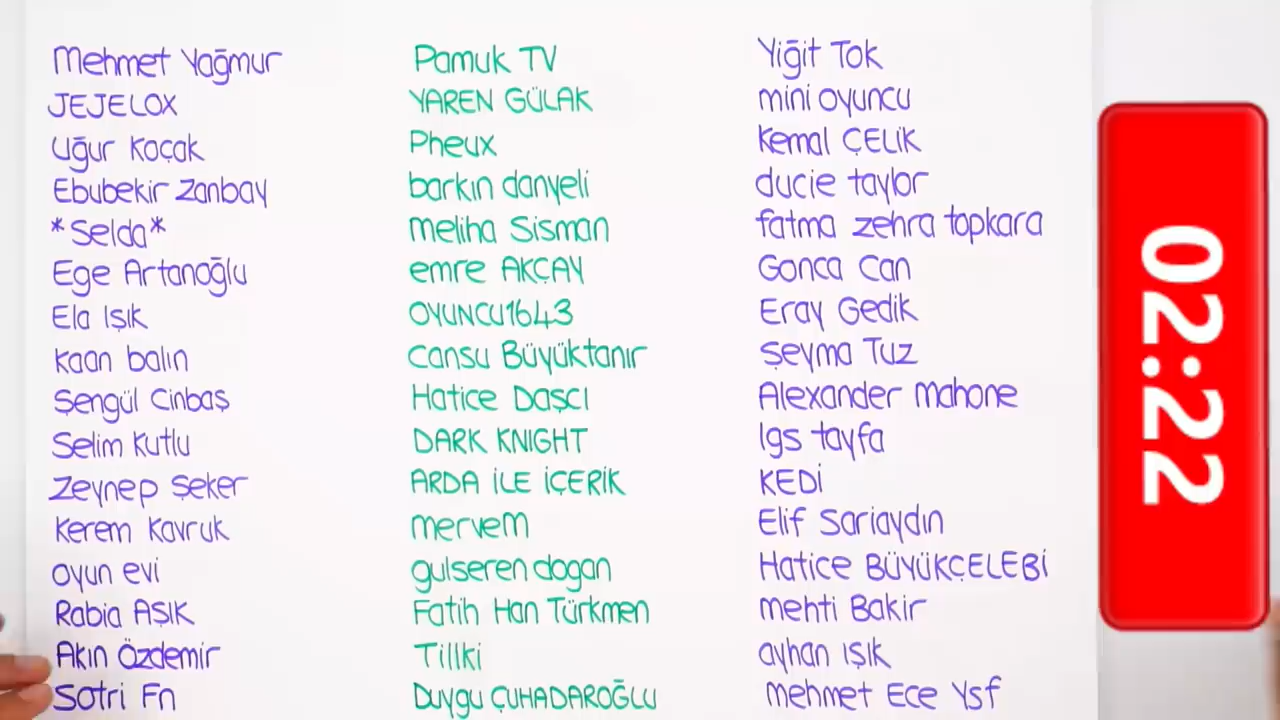 Mehmet Yağmur
JEJELOX
Uğur Koçak
Ebubekir Zanbay
*Selda*
Ege Artanoğlu
Ela Işık
Kaan balın
Şengül Cinbaş
Selim Kutlu
Zeynep Şeker
Kerem Kavruk
oyun evi
Rabia AŞIK
Akın Özdemir
Sotri Fn
Pamuk TV
YAREN GÜLAK
Pheux
barkın danyeli
meliha Sisman
emre AKÇAY
OYUNCU1643
Cansu Büyüktanır
Hatice Daşcı
DARK KNIGHT
ARDA İLE İÇERİK
mervem
gulseren dogan
Fatih Han Türkmen
Tillki
Duygu ÇUHADAROĞLU
Yiğit Tok
mini oyuncu
Kemal ÇELİK
ducie taylor
fatma zehra topkara
Gonca Can
Eray Gedik
Şeyma Tuz
Alexander Mahone
lgs tayfa
KEDİ
Elif Sariaydın
Hatice BÜYÜKÇELEBİ
mehti Bakir
ayhan ışık
mehmet Ece Ysf
02:22